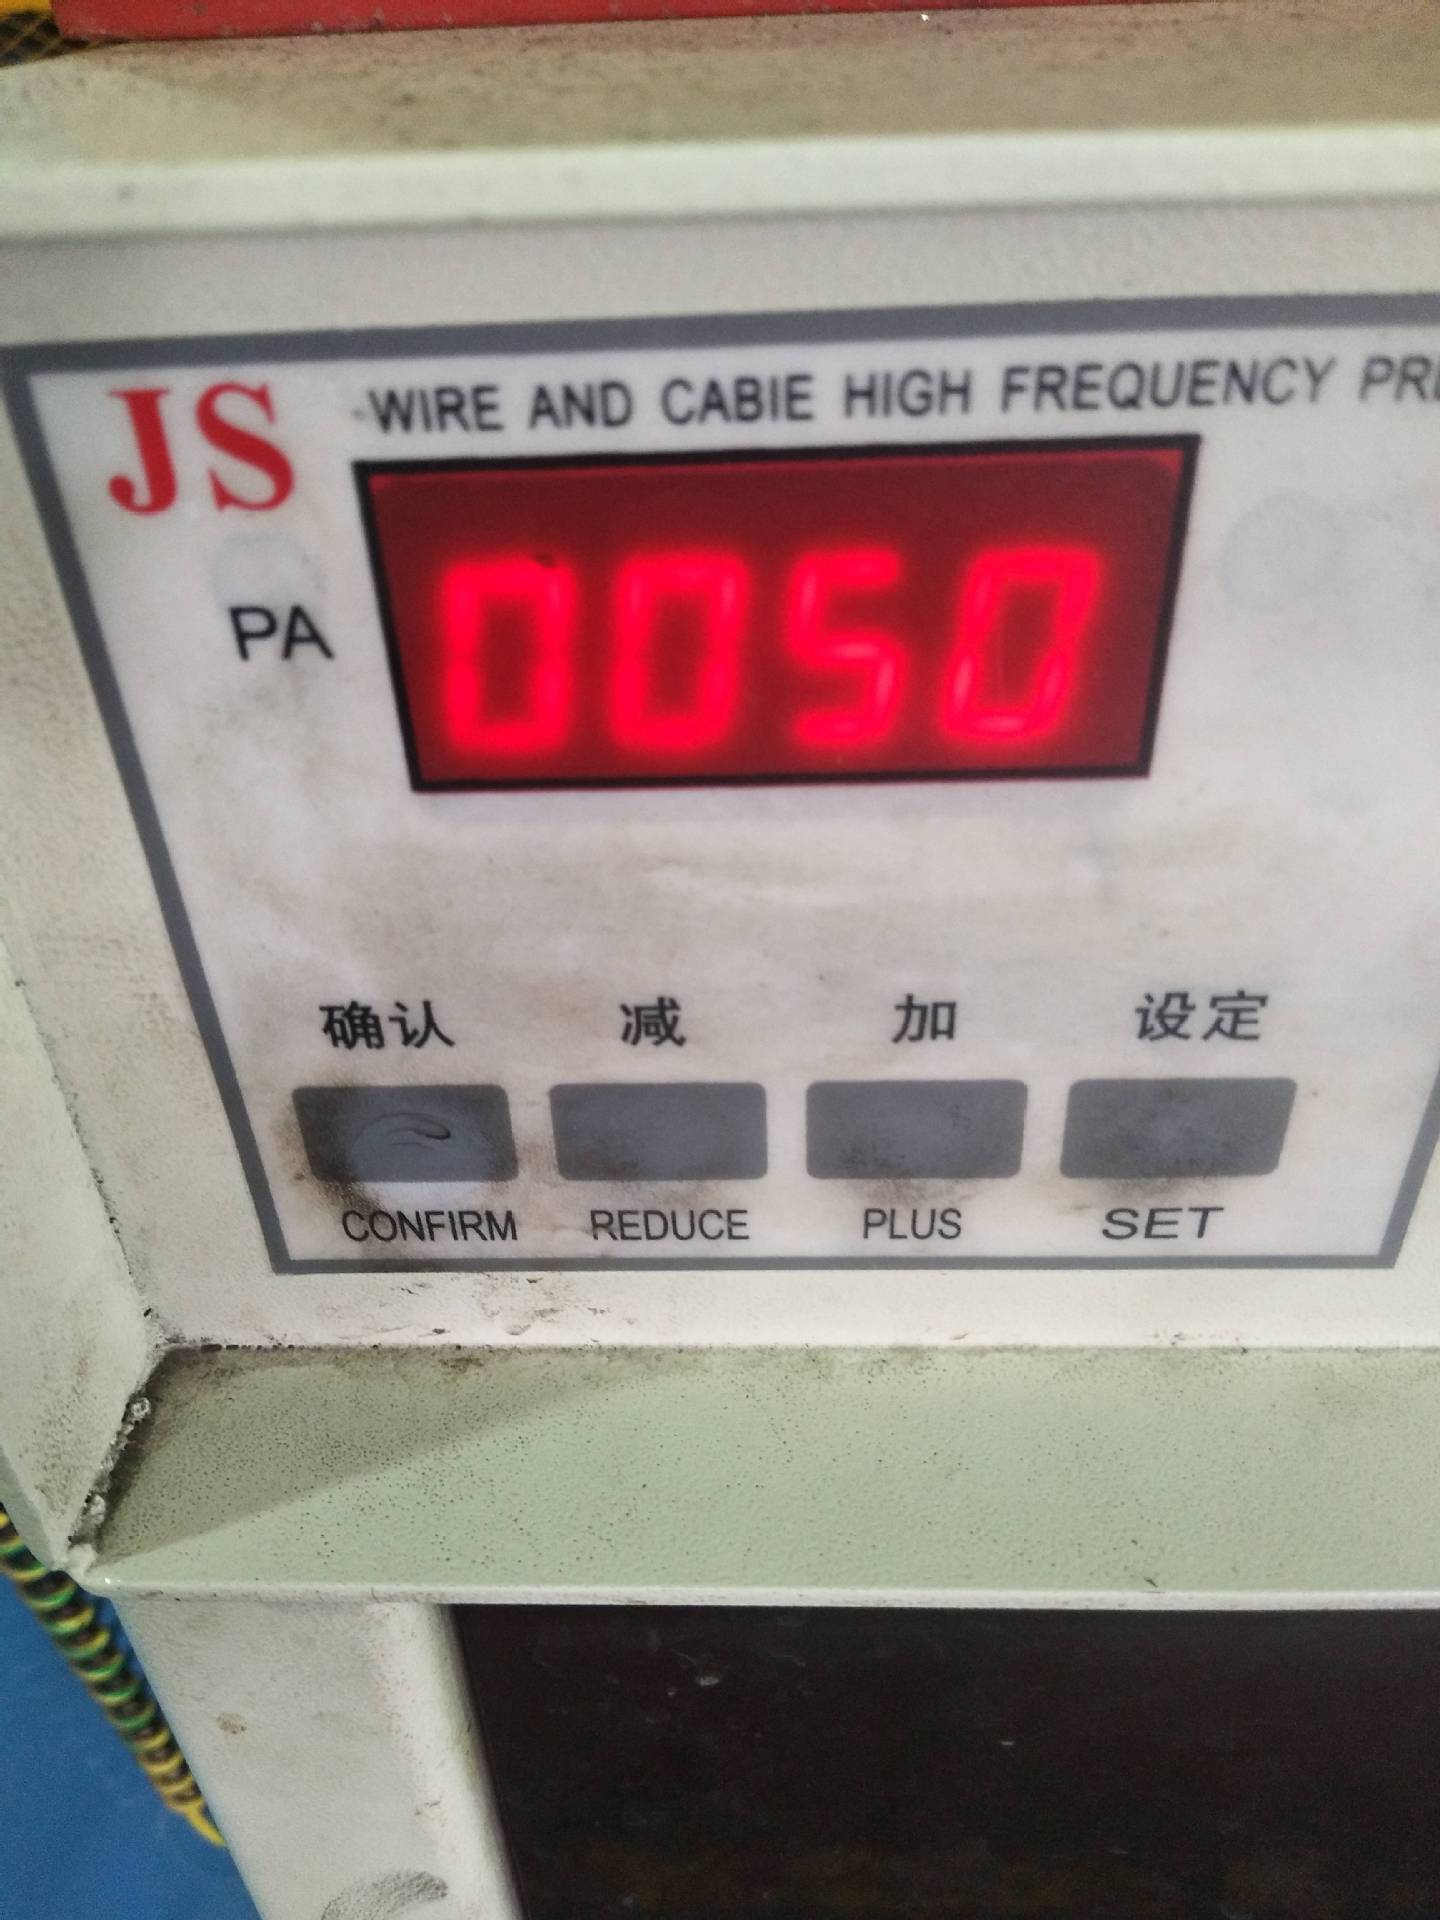 JS
WIRE AND CABIE HIGH FREQUENCY
PA
0050
确认 减 加 设定
CONFIRM REDUCE PLUS SET